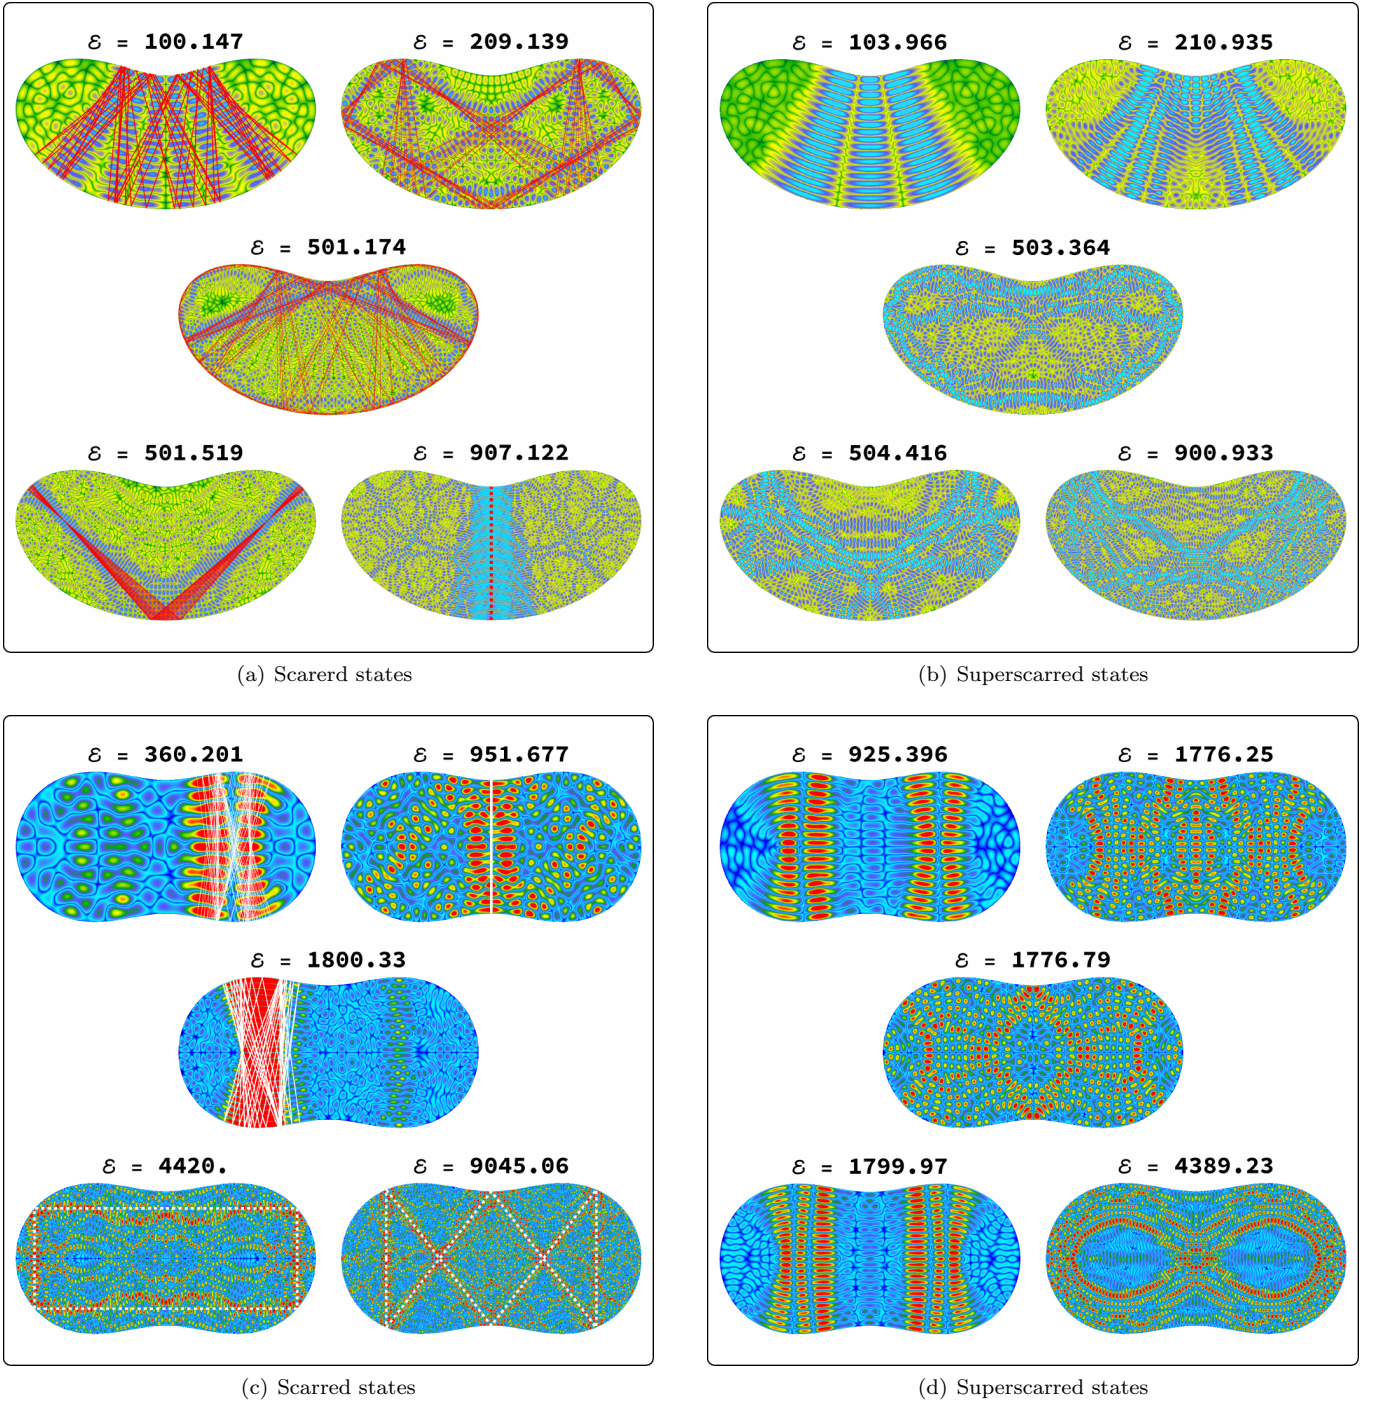 ℰ = 100.147
ℰ = 209.139
ℰ = 501.174
ℰ = 501.519
ℰ = 907.122
(a) Scarerd states
ℰ = 103.966
ℰ = 210.935
ℰ = 503.364
ℰ = 504.416
ℰ = 900.933
(b) Superscarred states
ℰ = 360.201
ℰ = 951.677
ℰ = 1800.33
ℰ = 4420.
ℰ = 9045.06
(c) Scarred states
ℰ = 925.396
ℰ = 1776.25
ℰ = 1776.79
ℰ = 1799.97
ℰ = 4389.23
(d) Superscarred states